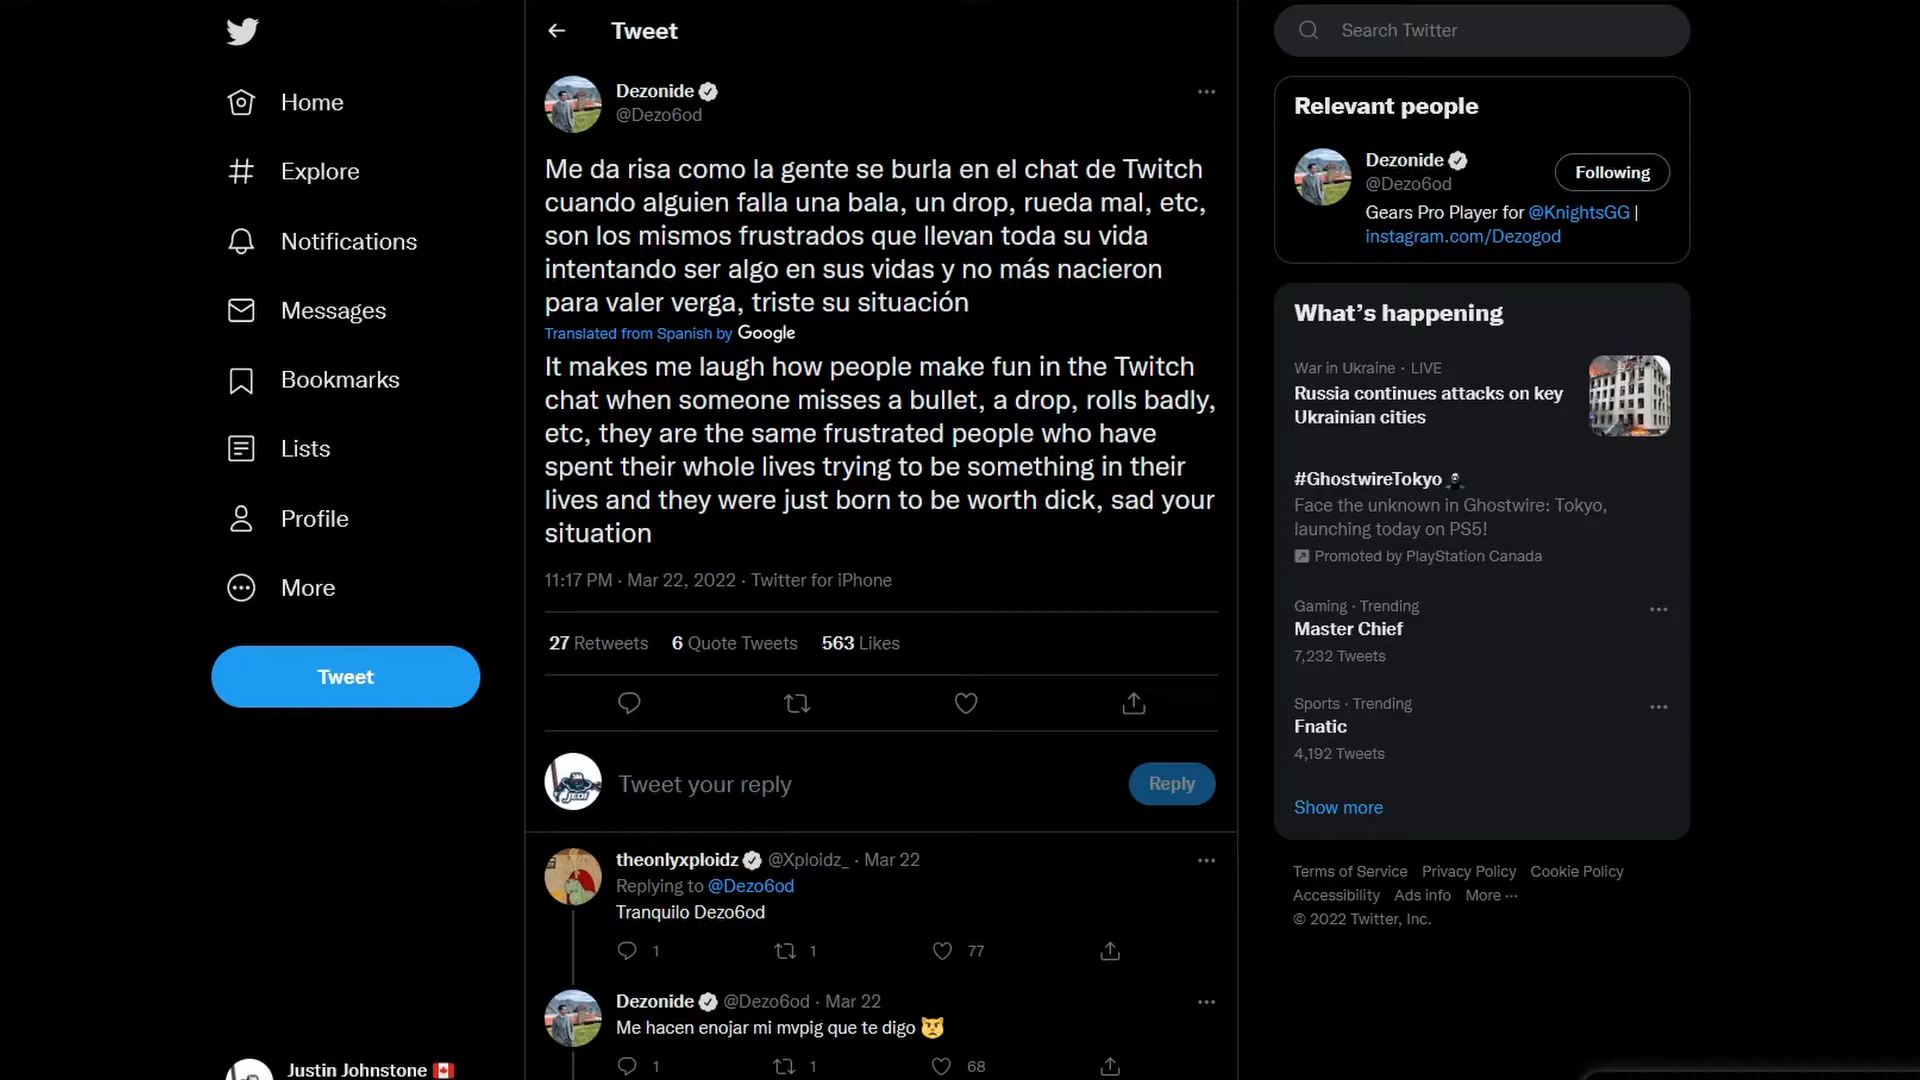 Home
Explore
Notifications
Messages
Bookmarks
Lists
Profile
More
Tweet
Justin Johnstone
Tweet
Dezonide
@Dezo6od
Me da risa como la gente se burla en el chat de Twitch
cuando alguien falla una bala, un drop, rueda mal, etc,
son los mismos frustrados que llevan toda su vida
intentando ser algo en sus vidas y no más nacieron
para valer verga, triste su situación
Translated from Spanish by Google
It makes me laugh how people make fun in the Twitch
chat when someone misses a bullet, a drop, rolls badly,
etc, they are the same frustrated people who have
spent their whole lives trying to be something in their
lives and they were just born to be worth dick, sad your
situation
11:17 PM · Mar 22, 2022 · Twitter for iPhone
27 Retweets 6 Quote Tweets 563 Likes
JEDI
Tweet your reply
Reply
theonlyxploidz @Xploidz_ · Mar 22
Replying to @Dezo6od
Tranquilo Dezo6od
1 1 77
Dezonide @Dezo6od · Mar 22
Me hacen enojar mi mvpig que te digo
1 1 68
Search Twitter
Relevant people
Dezonide
@Dezo6od
Following
Gears Pro Player for @KnightsGG |
instagram.com/Dezogod
What's happening
War in Ukraine · LIVE
Russia continues attacks on key
Ukrainian cities
#GhostwireTokyo
Face the unknown in Ghostwire: Tokyo,
launching today on PS5!
Promoted by PlayStation Canada
Gaming · Trending
Master Chief
7,232 Tweets
Sports · Trending
Fnatic
4,192 Tweets
Show more
Terms of Service Privacy Policy Cookie Policy
Accessibility Ads info More ···
© 2022 Twitter, Inc.